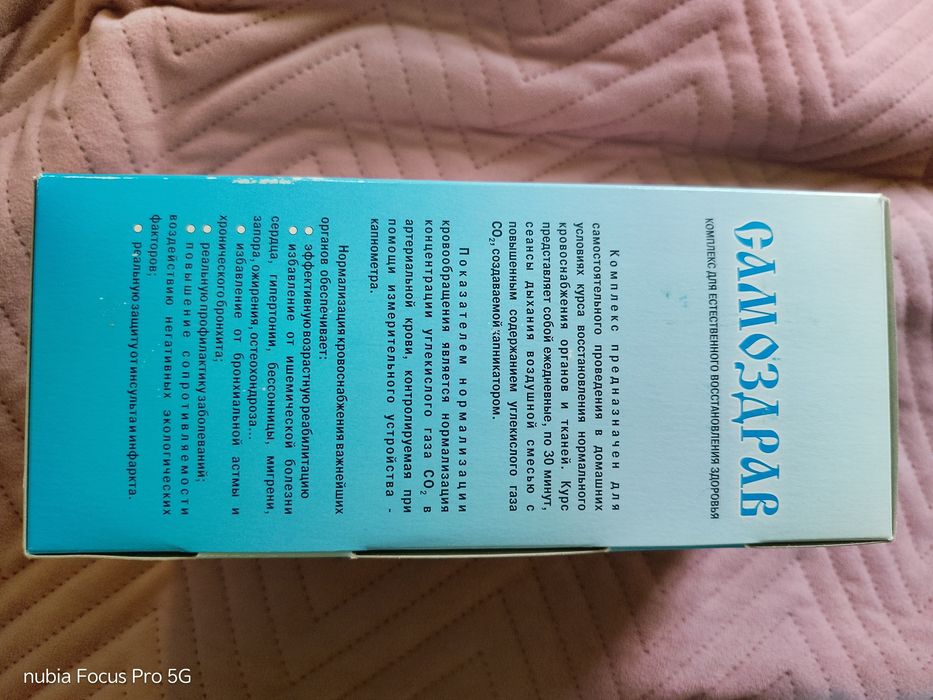 САМОЗДРАВ
КОМПЛЕКС ДЛЯ ЕСТЕСТВЕННОГО ВОССТАНОВЛЕНИЯ ЗДОРОВЬЯ
Комплекс предназначен для
самостоятельного проведения в домашних
условиях курса восстановления нормального
кровоснабжения органов и тканей. Курс
представляет собой ежедневные, по 30 минут,
сеансы дыхания воздушной смесью с
повышенным содержанием углекислого газа
CO₂, создаваемой капникатором.
Показателем нормализации
кровообращения является нормализация
концентрации углекислого газа CO₂ в
артериальной крови, контролируемая при
помощи измерительного устройства -
капнометра.
Нормализация кровоснабжения важнейших
органов обеспечивает:
● эффективную возрастную реабилитацию
● избавление от ишемической болезни
сердца, гипертонии, бессонницы, мигрени,
запора, ожирения, остеохондроза...
● избавление от бронхиальной астмы и
хронического бронхита;
● реальную профилактику заболеваний;
● повышение сопротивляемости
воздействию негативных экологических
факторов;
● реальную защиту от инсульта и инфаркта.
nubia Focus Pro 5G